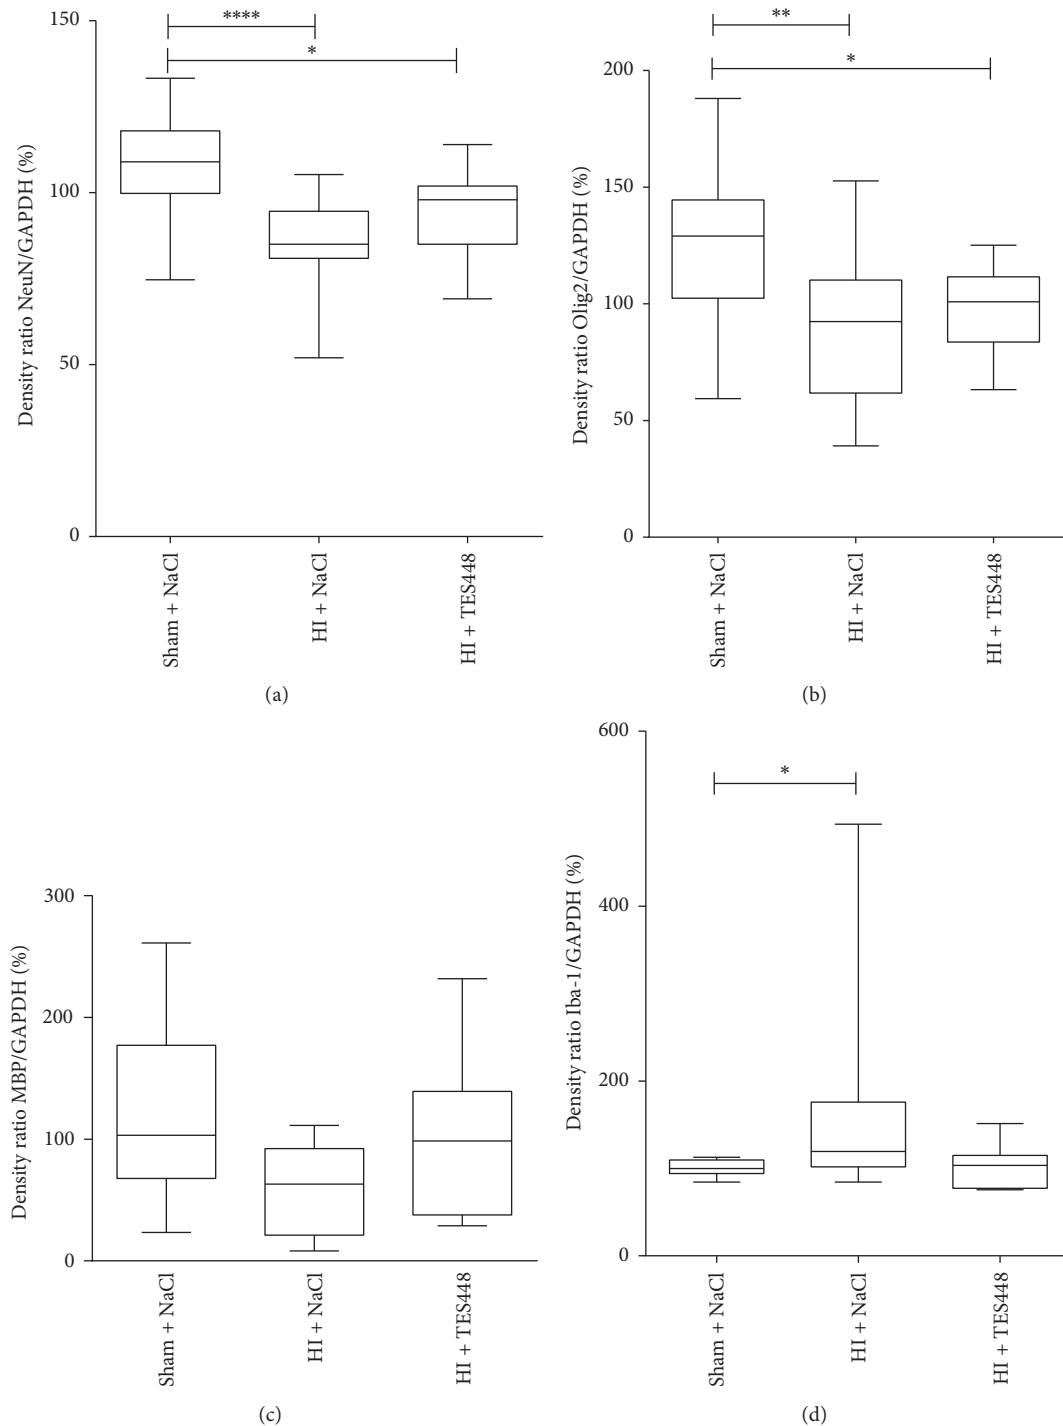 ****
*
150
100
50
0
Density ratio NeuN/GAPDH (%)
Sham + NaCl
HI + NaCl
HI + TES448
(a)
**
*
200
150
100
50
0
Density ratio Olig2/GAPDH (%)
Sham + NaCl
HI + NaCl
HI + TES448
(b)
300
200
100
0
Density ratio MBP/GAPDH (%)
Sham + NaCl
HI + NaCl
HI + TES448
(c)
*
600
400
200
0
Density ratio Iba-1/GAPDH (%)
Sham + NaCl
HI + NaCl
HI + TES448
(d)